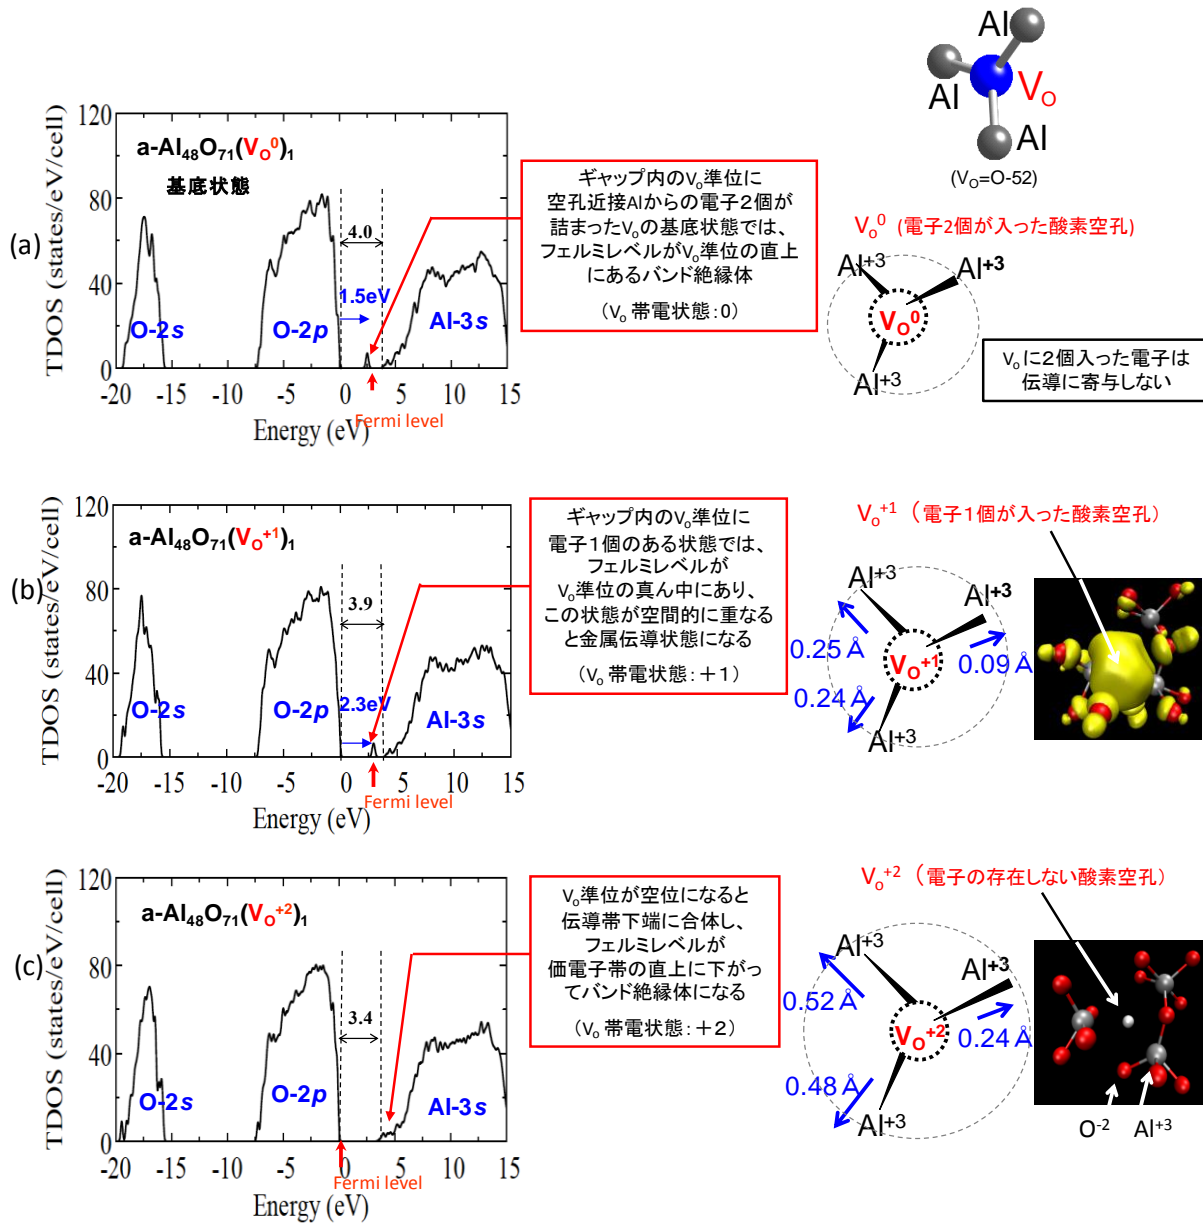 Al
Al
V_O
Al
(V_O=O-52)
(a)
TDOS (states/eV/cell)
120
80
40
0
a-Al₄₈O₇₁(V_O⁰)₁
基底状態
4.0
1.5eV
O-2s
O-2p
Al-3s
-20 -15 -10 -5 0 5 10 15
Fermi level
Energy (eV)
ギャップ内のV_O準位に
空孔近接Alからの電子2個が
詰まったV_Oの基底状態では、
フェルミレベルがV_O準位の直上
にあるバンド絶縁体
(V_O 帯電状態:0)
V_O⁰ (電子2個が入った酸素空孔)
Al⁺³
Al⁺³
V_O⁰
Al⁺³
V_Oに2個入った電子は
伝導に寄与しない
(b)
TDOS (states/eV/cell)
120
80
40
0
a-Al₄₈O₇₁(V_O⁺¹)₁
3.9
2.3eV
O-2s
O-2p
Al-3s
-20 -15 -10 -5 0 5 10 15
Fermi level
Energy (eV)
ギャップ内のV_O準位に
電子1個のある状態では、
フェルミレベルが
V_O準位の真ん中にあり、
この状態が空間的に重なる
と金属伝導状態になる
(V_O 帯電状態:+1)
V_O⁺¹ (電子1個が入った酸素空孔)
Al⁺³
Al⁺³
0.25 Å
V_O⁺¹
0.09 Å
0.24 Å
Al⁺³
(c)
TDOS (states/eV/cell)
120
80
40
0
a-Al₄₈O₇₁(V_O⁺²)₁
3.4
O-2s
O-2p
Al-3s
-20 -15 -10 -5 0 5 10 15
Fermi level
Energy (eV)
V_O準位が空位になると
伝導帯下端に合体し、
フェルミレベルが
価電子帯の直上に下がっ
てバンド絶縁体になる
(V_O 帯電状態:+2)
V_O⁺² (電子の存在しない酸素空孔)
Al⁺³
Al⁺³
0.52 Å
V_O⁺²
0.24 Å
0.48 Å
Al⁺³
O⁻² Al⁺³